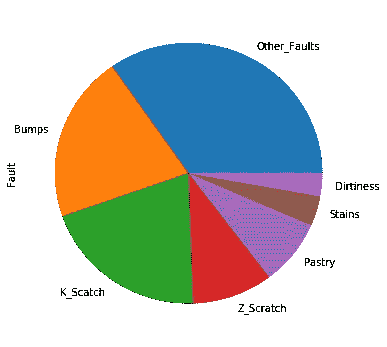 Other_Faults
Bumps
Fault
Dirtiness
Stains
Pastry
K_Scatch
Z_Scratch